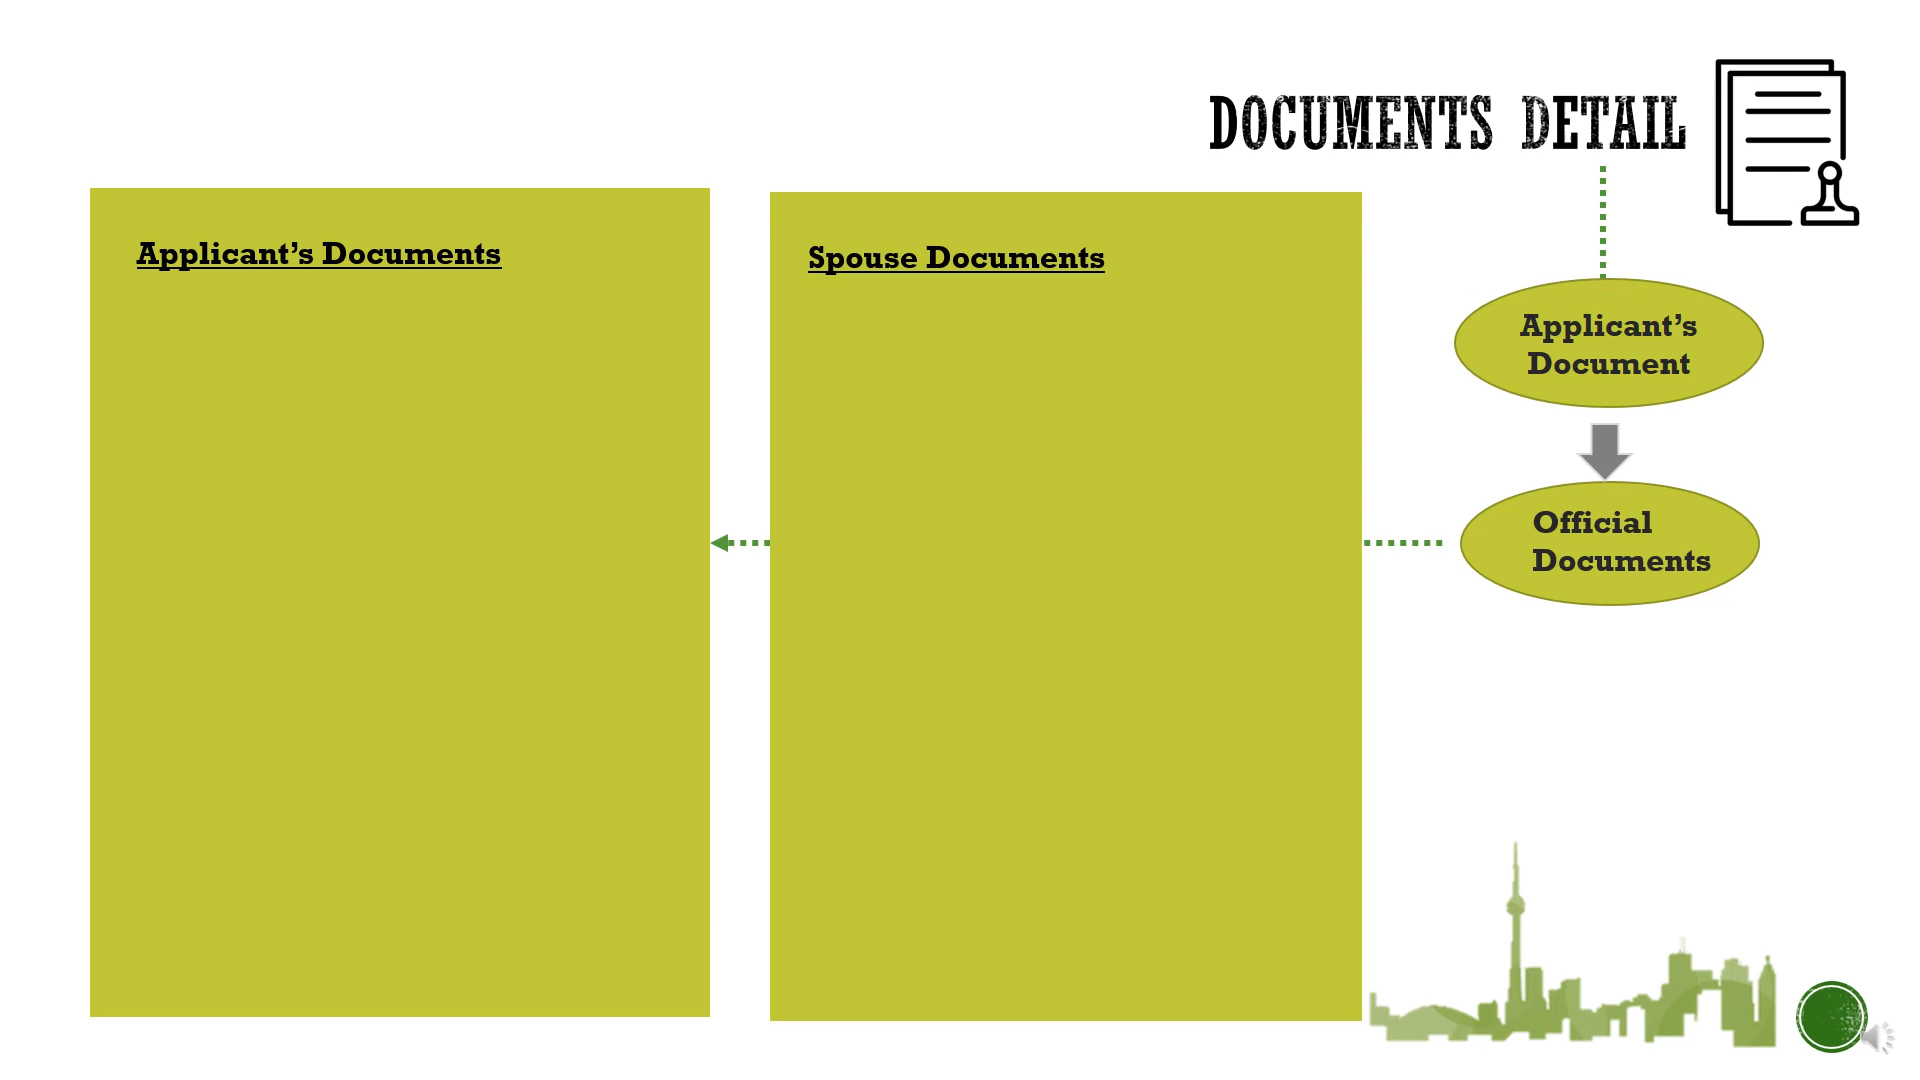 DOCUMENTS DETAIL
Applicant’s Documents
Spouse Documents
Applicant’s
Document
Official
Documents